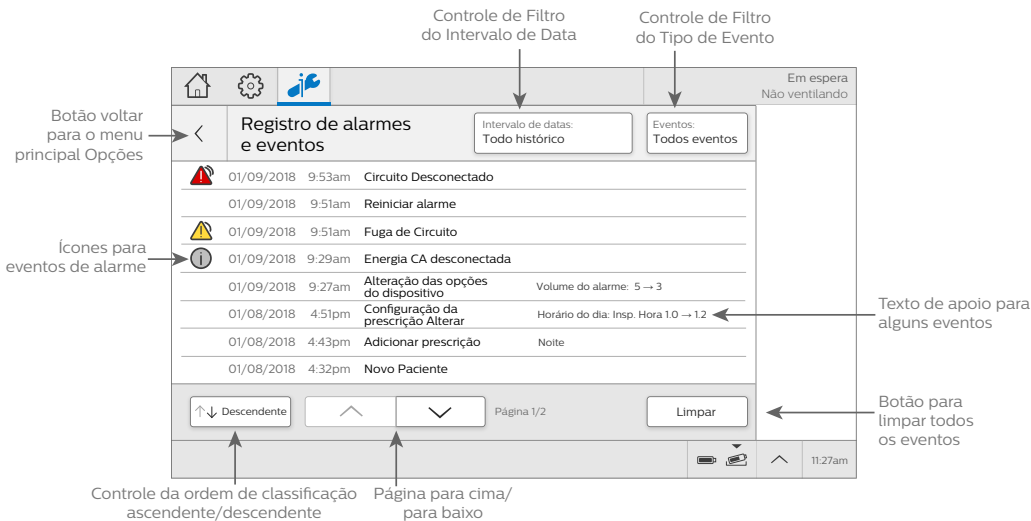 Controle de Filtro
do Intervalo de Data
Controle de Filtro
do Tipo de Evento
Em espera
Não ventilando
Botão voltar
para o menu
principal Opções
Registro de alarmes
e eventos
Intervalo de datas:
Todo histórico
Eventos:
Todos eventos
01/09/2018 9:53am Circuito Desconectado
01/09/2018 9:51am Reiniciar alarme
01/09/2018 9:51am Fuga de Circuito
Ícones para
eventos de alarme
01/09/2018 9:29am Energia CA desconectada
01/09/2018 9:27am Alteração das opções
do dispositivo
Volume do alarme: 5 → 3
01/08/2018 4:51pm Configuração da
prescrição Alterar
Horário do dia: Insp. Hora 1.0 → 1.2
Texto de apoio para
alguns eventos
01/08/2018 4:43pm Adicionar prescrição Noite
01/08/2018 4:32pm Novo Paciente
↑↓ Descendente
Página 1/2
Limpar
Botão para
limpar todos
os eventos
11:27am
Controle da ordem de classificação
ascendente/descendente
Página para cima/
para baixo